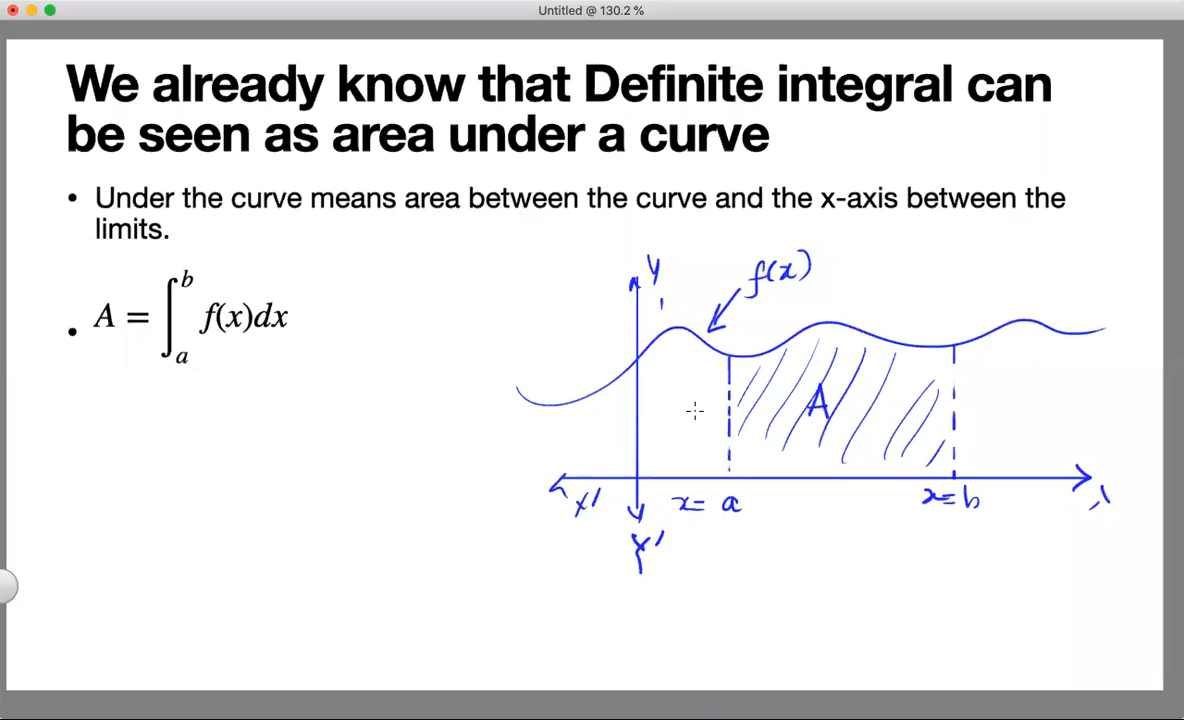 Untitled @ 130.2 %
We already know that Definite integral can
be seen as area under a curve
• Under the curve means area between the curve and the x-axis between the
limits.
• A = ∫_a^b f(x)dx
Y
f(x)
A
X'
x= a
x=b
Y'